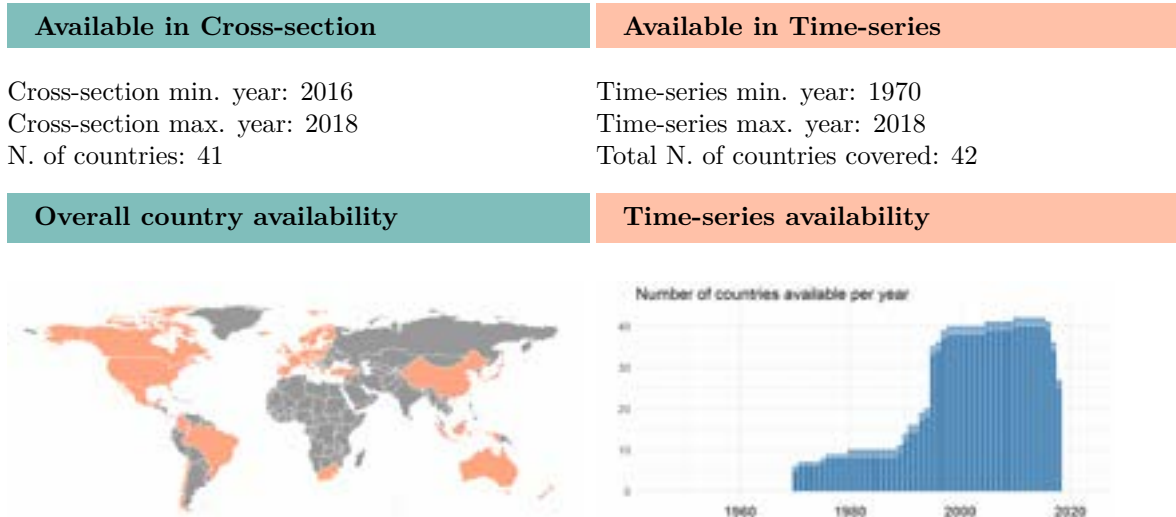 Available in Cross-section
Available in Time-series
Cross-section min. year: 2016
Cross-section max. year: 2018
N. of countries: 41
Time-series min. year: 1970
Time-series max. year: 2018
Total N. of countries covered: 42
Overall country availability
Time-series availability
Number of countries available per year
40
30
20
10
0
1960
1980
2000
2020